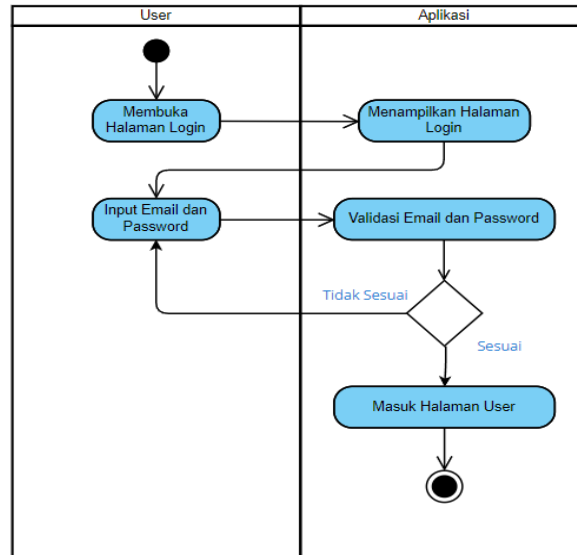 User
Aplikasi
Membuka
Halaman Login
Menampilkan Halaman
Login
Input Email dan
Password
Validasi Email dan Password
Tidak Sesuai
Sesuai
Masuk Halaman User